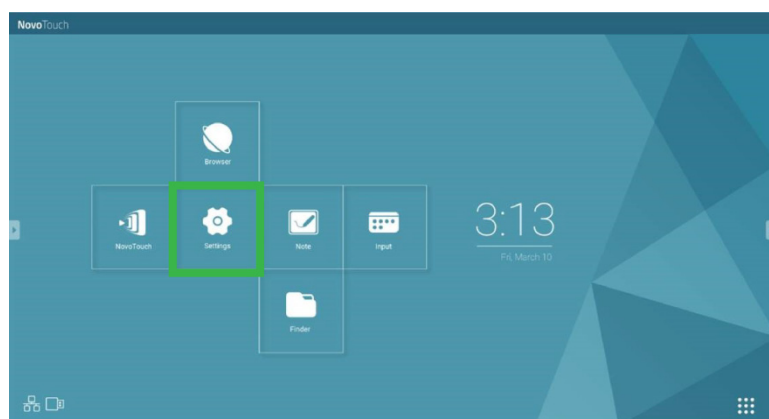 NovoTouch
Browser
NovoTouch
Settings
Note
Input
3:13
Fri, March 10
Finder